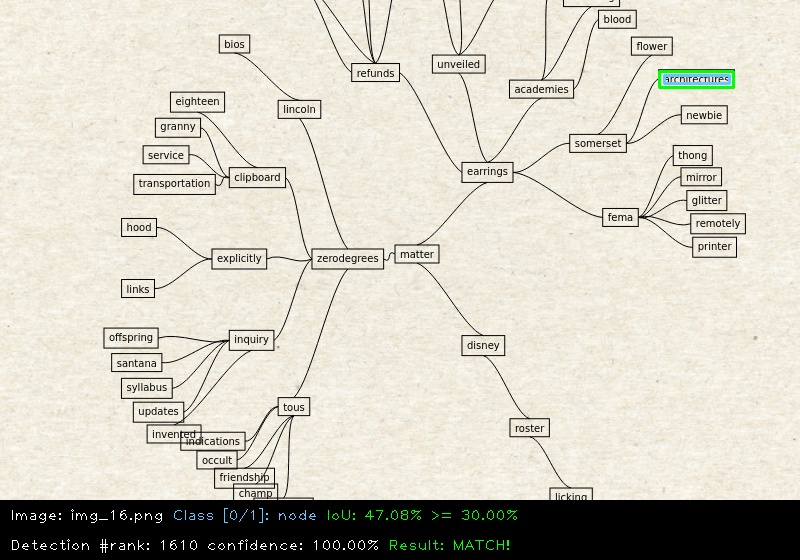 blood
bios
flower
unveiled
refunds
architectures
academies
eighteen
lincoln
newbie
granny
somerset
service
thong
earrings
mirror
transportation
clipboard
glitter
fema
remotely
hood
printer
matter
explicitly
zerodegrees
links
offspring
inquiry
disney
santana
syllabus
updates
tous
roster
invented
indications
occult
friendship
champ
licking
Image: img_16.png Class [0/1]: node IoU: 47.08% >= 30.00%
Detection #rank: 1610 confidence: 100.00% Result: MATCH!